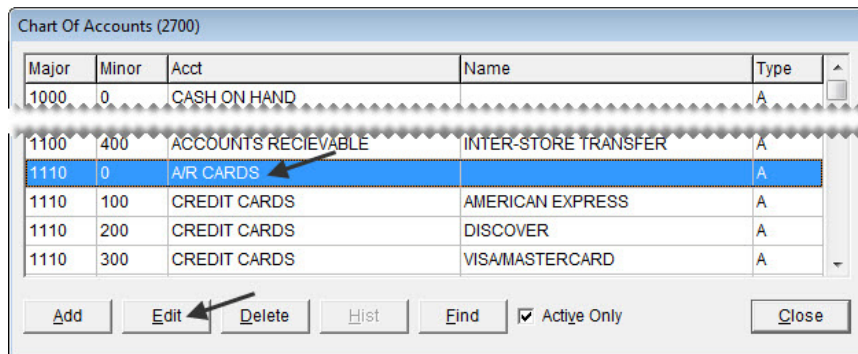 Chart Of Accounts (2700)
Major Minor Acct Name Type
1000 0 CASH ON HAND A
1100 400 ACCOUNTS RECIEVABLE INTER-STORE TRANSFER A
1110 0 A/R CARDS A
1110 100 CREDIT CARDS AMERICAN EXPRESS A
1110 200 CREDIT CARDS DISCOVER A
1110 300 CREDIT CARDS VISA/MASTERCARD A
Add Edit Delete Hist Find Active Only Close